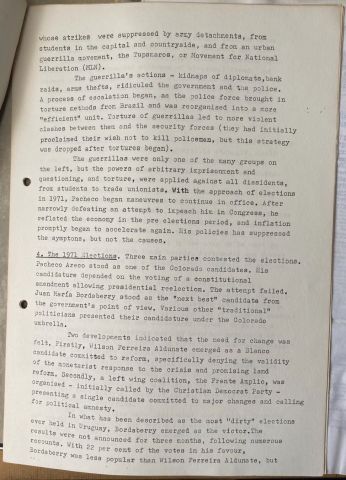 whose strikes were suppressed by army detachments, from
students in the capital and countryside, and from an urban
guerrilla movement, the Tupamaros, or Movement for National
Liberation (MLN).
The guerrilla's actions - kidnaps of diplomats,bank
raids, arms thefts, ridiculed the government and the police.
A process of escalation began, as the police force brought in
torture methods from Brazil and was reorganised into a more
"efficient" unit. Torture of guerrillas led to more violent
clashes between them and the security forces (they had initially
proclaimed their wish not to kill policemen, but this strategy
was dropped after tortures began).
The guerrillas were only one of the many groups on
the left, but the powers of arbitrary imprisonment and
questioning, and torture, were applied against all dissidents,
from students to trade unionists. With the approach of elections
in 1971, Pacheco began manœuvres to continue in office. After
narrowly defeating an attempt to impeach him in Congress, he
reflated the economy in the pre elections period, and inflation
promptly began to accelerate again. His policies has suppressed
the symptons, but not the causes.
4. The 1971 Elections. Three main parties contested the elections.
Pacheco Areco stood as one of the Colorado candidates. His
candidature depended on the voting of a constitutional
amendment allowing presidential reelection. The attempt failed.
Juan María Bordaberry stood as the "next best" candidate from
the government's point of view. Various other "traditional"
politicians presented their candidature under the Colorado
umbrella.
Two developments indicated that the need for change was
felt. Firstly, Wilson Ferreira Aldunate emerged as a Blanco
candidate committed to reform, specifically denying the validity
of the monetarist response to the crisis and promising land
reform. Secondly, a left wing coalition, the Frente Amplio, was
organised - initially called by the Christian Democrat Party -
presenting a single candidate committed to major changes and calling
for political amnesty.
In what has been described as the most "dirty" elections
ever held in Uruguay, Bordaberry emerged as the victor.The
results were not announced for three months, following numerous
recounts. With 22 per cent of the votes in his favour,
Bordaberry was less popular than Wilson Ferreira Aldunate, but